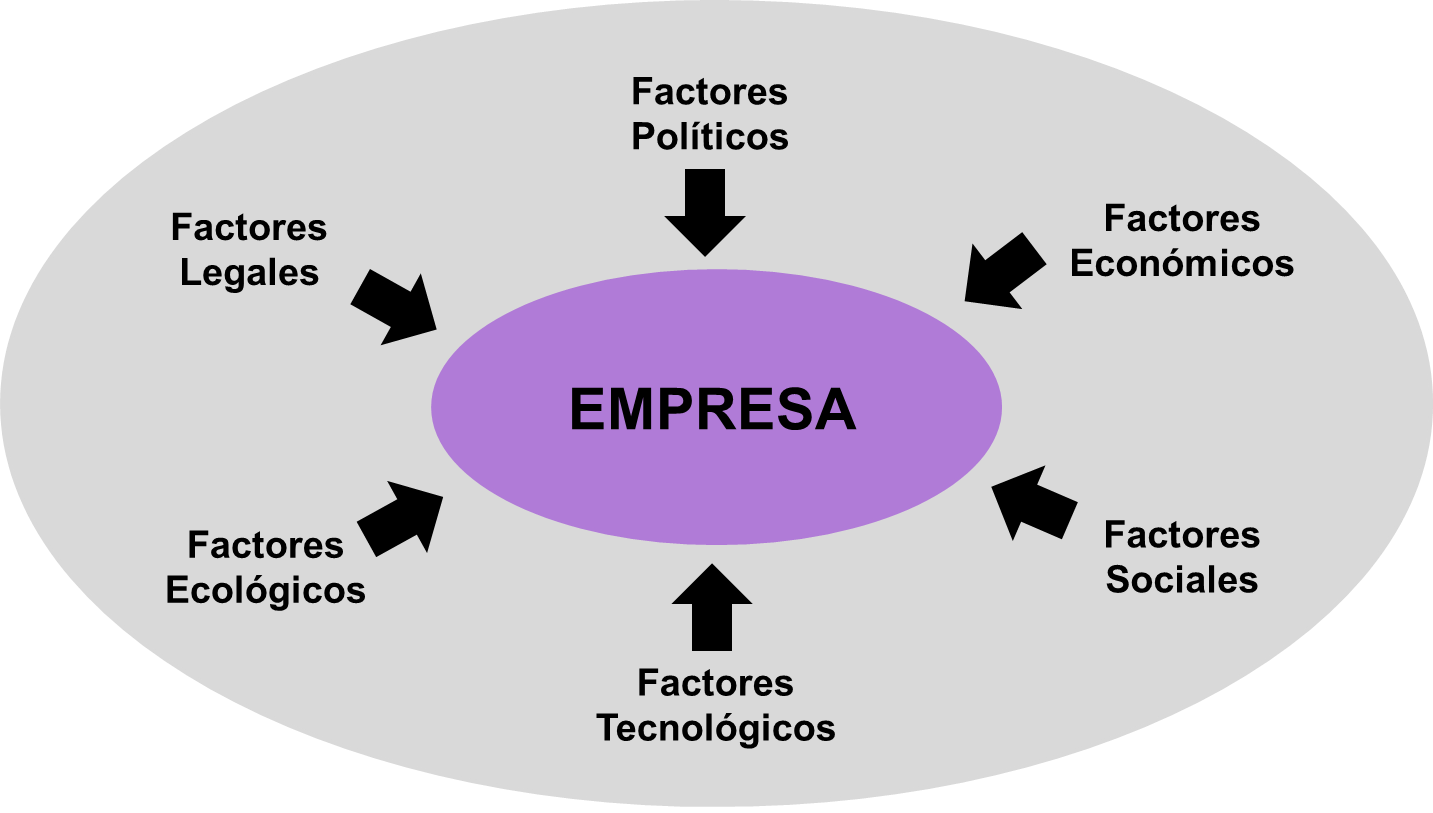 Factores
Políticos
Factores
Económicos
Factores
Legales
EMPRESA
Factores
Sociales
Factores
Ecológicos
Factores
Tecnológicos